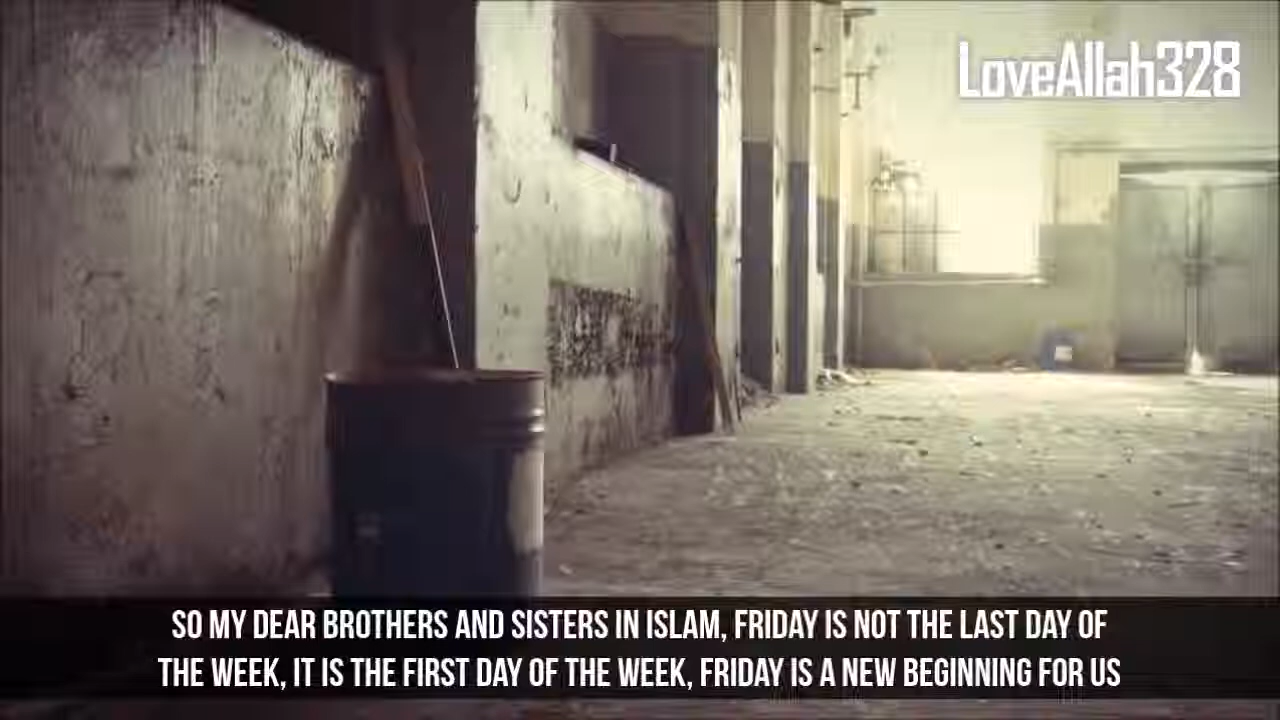 LoveAllah328
SO MY DEAR BROTHERS AND SISTERS IN ISLAM, FRIDAY IS NOT THE LAST DAY OF
THE WEEK, IT IS THE FIRST DAY OF THE WEEK, FRIDAY IS A NEW BEGINNING FOR US